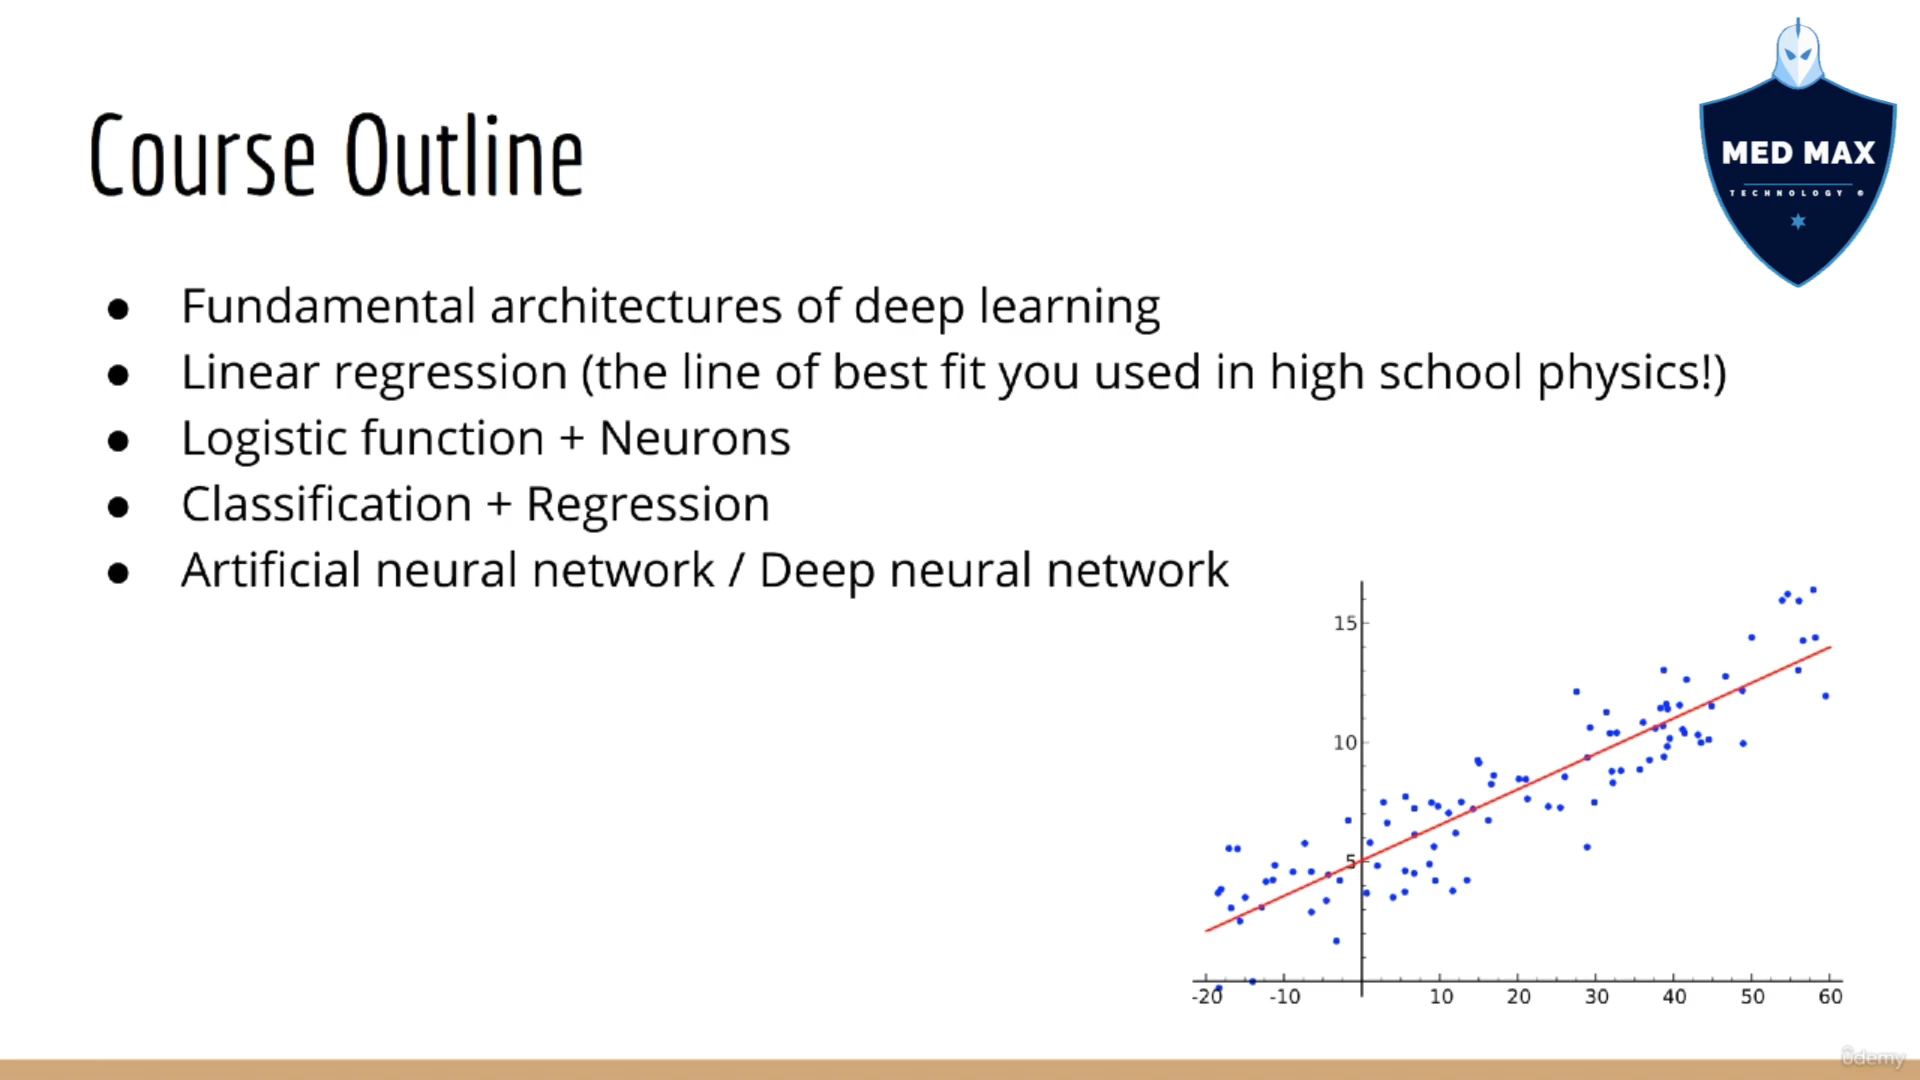 Course Outline
MED MAX
TECHNOLOGY ®
● Fundamental architectures of deep learning
● Linear regression (the line of best fit you used in high school physics!)
● Logistic function + Neurons
● Classification + Regression
● Artificial neural network / Deep neural network
15
10
5
-20 -10 10 20 30 40 50 60
ûdemy